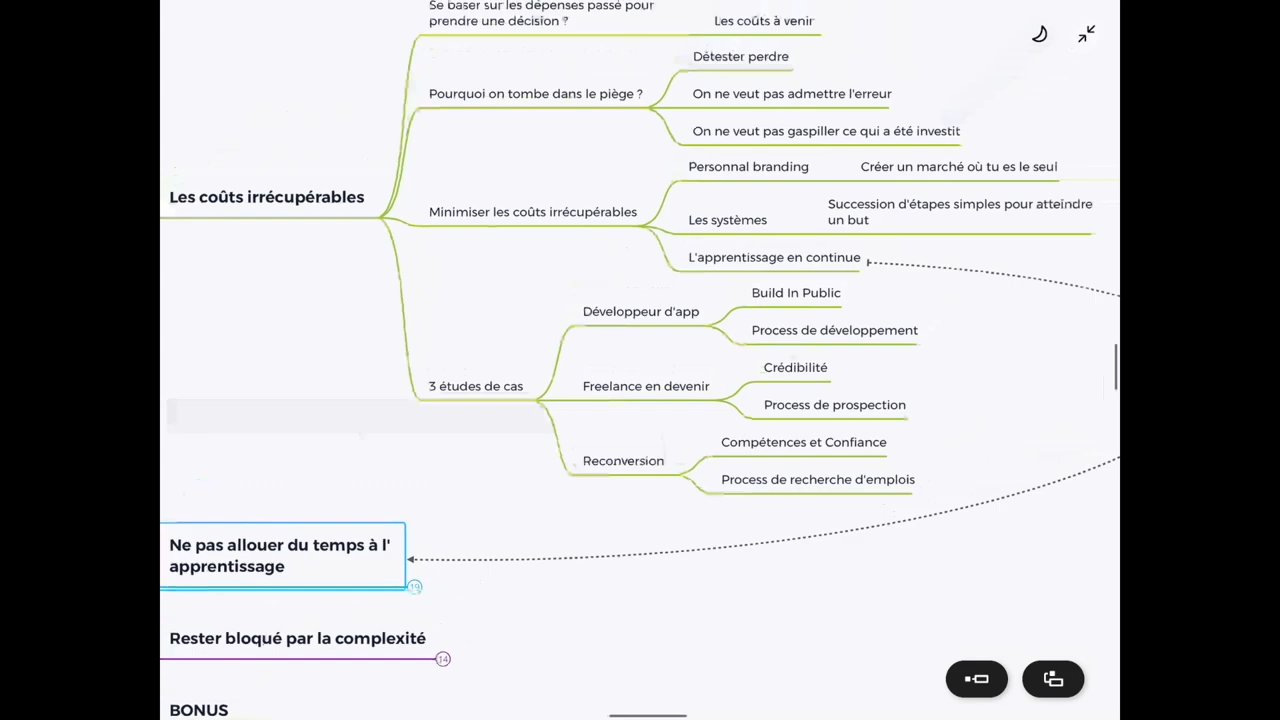 Se baser sur les dépenses passé pour
prendre une décision ?
Les coûts à venir
Détester perdre
Pourquoi on tombe dans le piège ?
On ne veut pas admettre l'erreur
On ne veut pas gaspiller ce qui a été investit
Personnal branding
Créer un marché où tu es le seul
Les coûts irrécupérables
Minimiser les coûts irrécupérables
Les systèmes
Succession d'étapes simples pour atteindre
un but
L'apprentissage en continue
Développeur d'app
Build In Public
Process de développement
3 études de cas
Freelance en devenir
Crédibilité
Process de prospection
Reconversion
Compétences et Confiance
Process de recherche d'emplois
Ne pas allouer du temps à l'
apprentissage
19
Rester bloqué par la complexité
14
BONUS